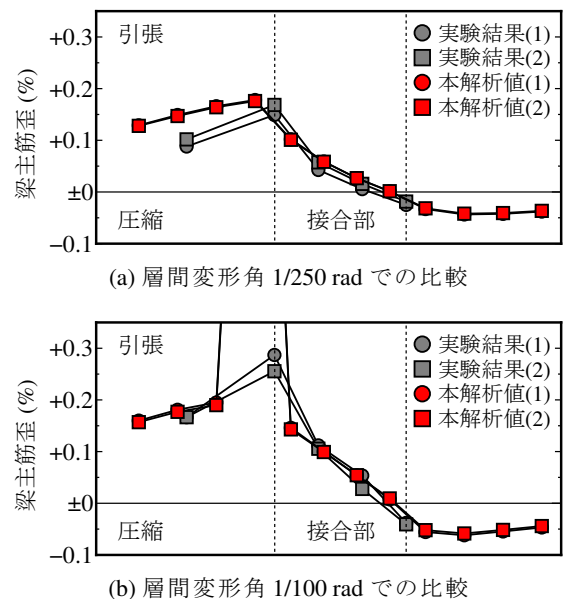 +0.3
+0.2
+0.1
±0
−0.1
梁主筋歪 (%)
引張
圧縮
接合部
実験結果(1)
実験結果(2)
本解析値(1)
本解析値(2)
(a) 層間変形角 1/250 rad での比較
+0.3
+0.2
+0.1
±0
−0.1
梁主筋歪 (%)
引張
圧縮
接合部
実験結果(1)
実験結果(2)
本解析値(1)
本解析値(2)
(b) 層間変形角 1/100 rad での比較